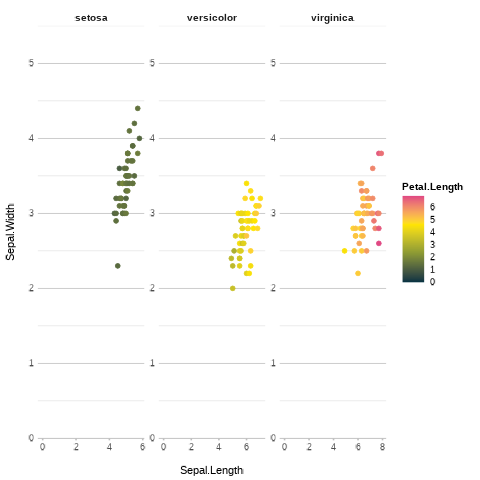 setosa versicolor virginica
5 5 5
4 4 4
3 3 3
2 2 2
1 1 1
0 0 0
0 2 4 6 0 2 4 6 0 2 4 6 8
Sepal.Length
Sepal.Width
Petal.Length
6
5
4
3
2
1
0